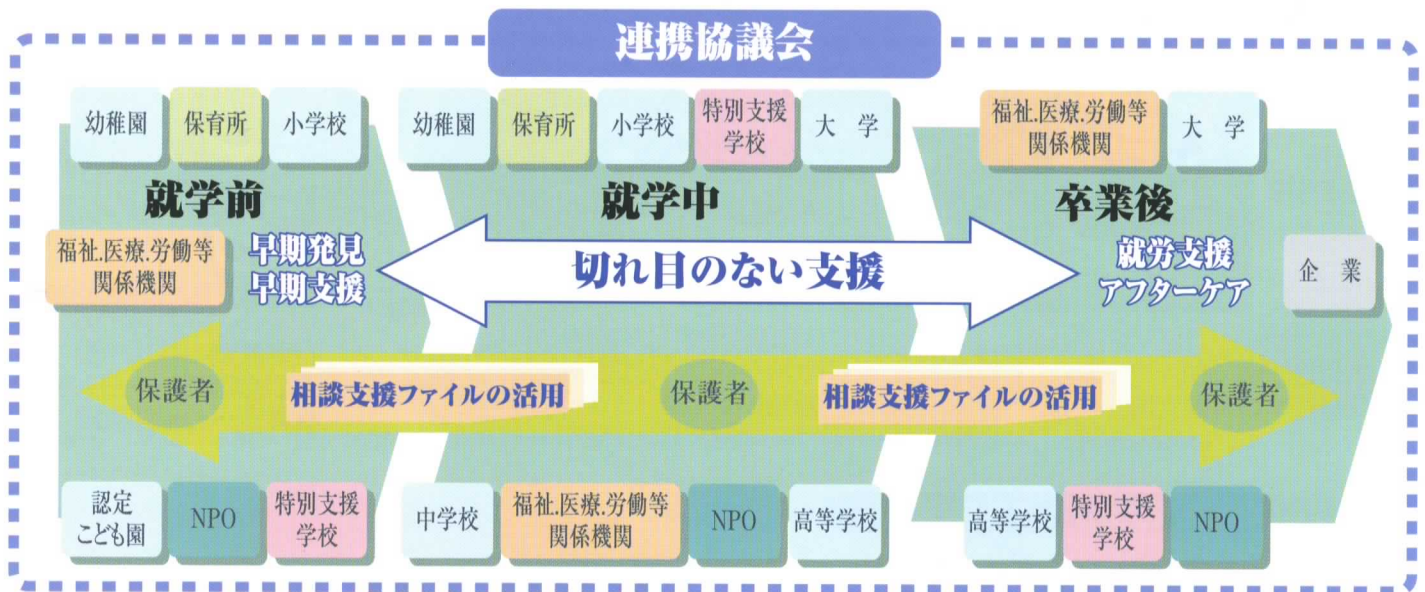 連携協議会
幼稚園
保育所
小学校
幼稚園
保育所
小学校
特別支援
学校
大 学
福祉.医療.労働等
関係機関
大 学
就学前
就学中
卒業後
福祉.医療.労働等
関係機関
早期発見
早期支援
切れ目のない支援
就労支援
アフターケア
企 業
保護者
相談支援ファイルの活用
保護者
相談支援ファイルの活用
保護者
認定
こども園
NPO
特別支援
学校
中学校
福祉.医療.労働等
関係機関
NPO
高等学校
高等学校
特別支援
学校
NPO